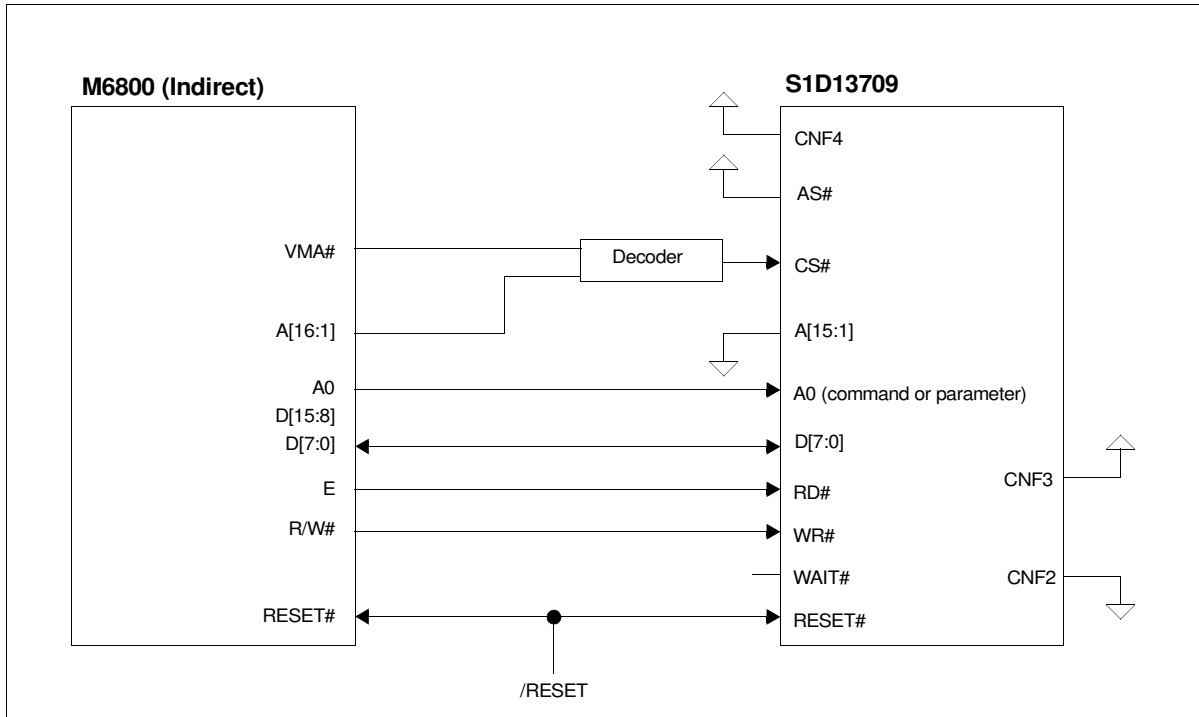 M6800 (Indirect)
S1D13709
CNF4
AS#
VMA#
Decoder
CS#
A[16:1]
A[15:1]
A0
A0 (command or parameter)
D[15:8]
D[7:0]
D[7:0]
CNF3
E
RD#
R/W#
WR#
WAIT#
CNF2
RESET#
RESET#
/RESET